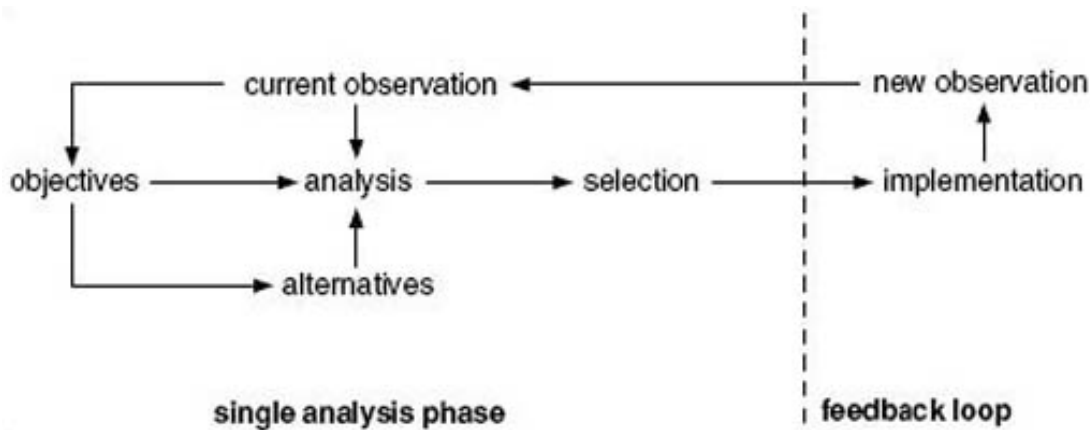 current observation
new observation
objectives
analysis
selection
implementation
alternatives
single analysis phase
feedback loop